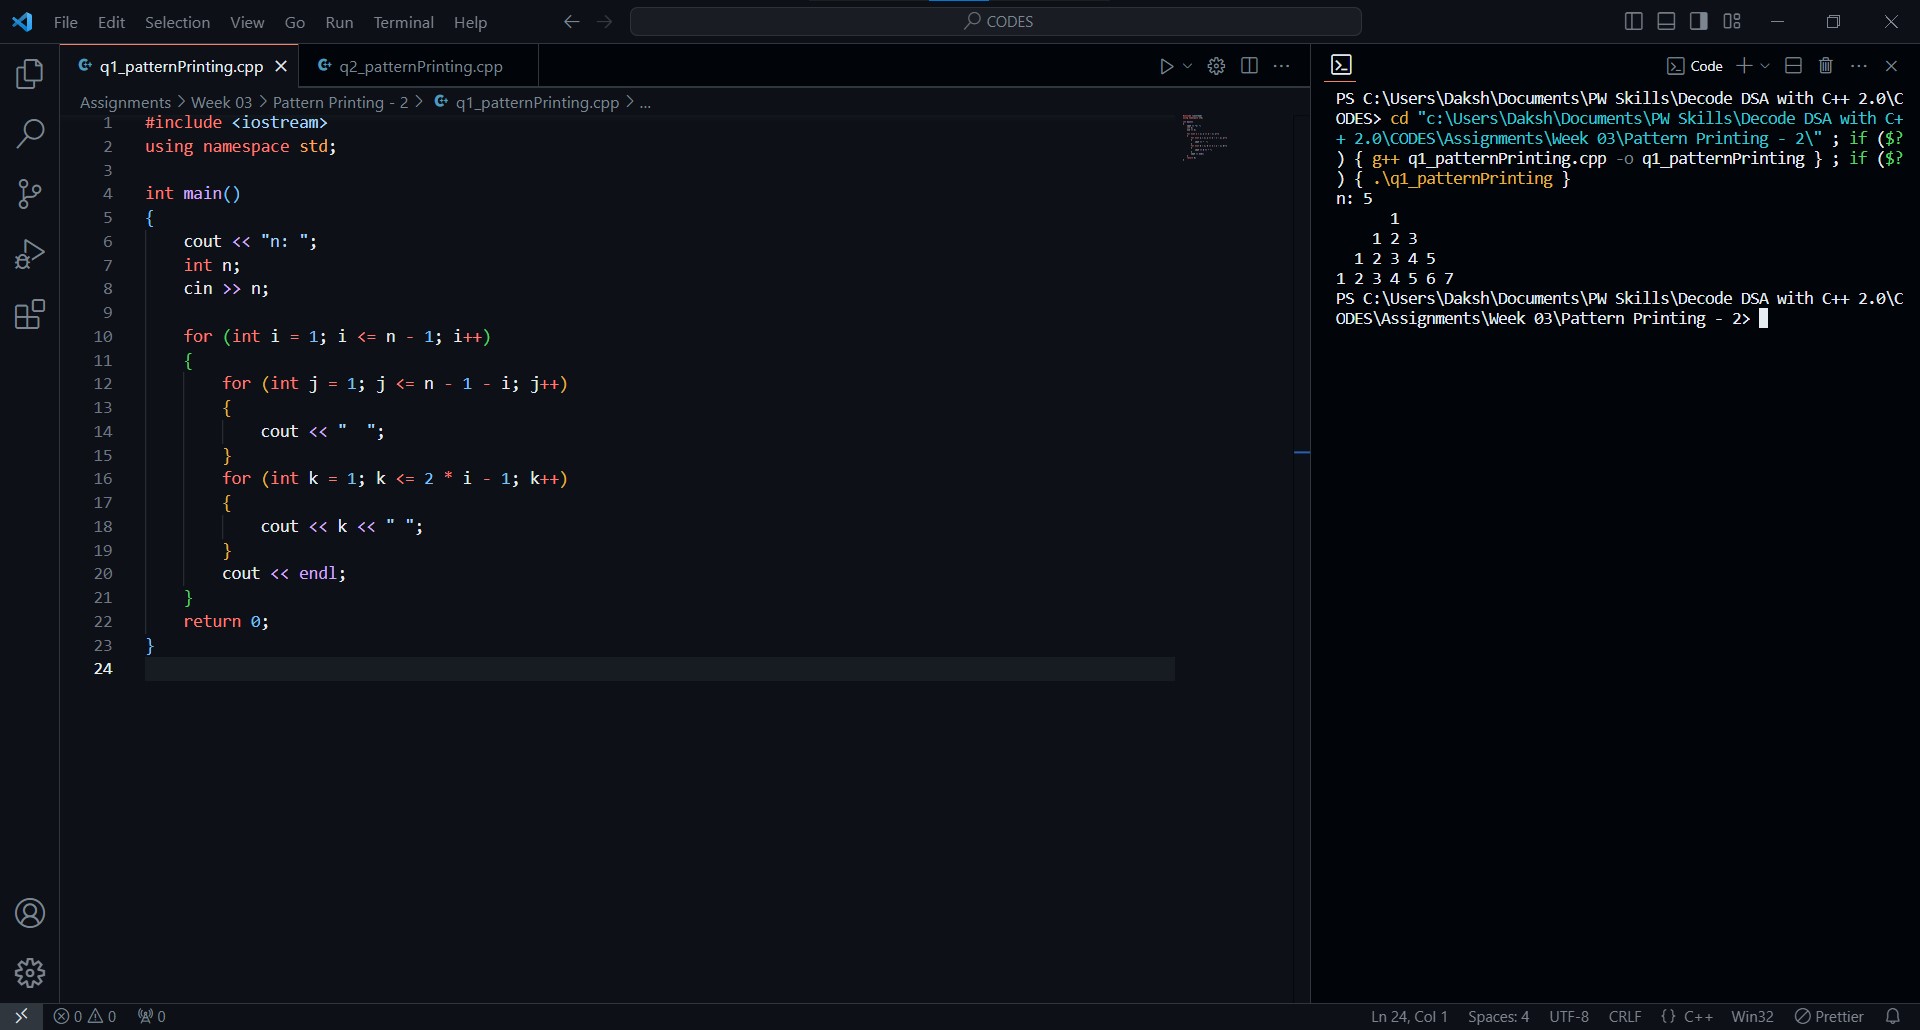 File Edit Selection View Go Run Terminal Help CODES
q1_patternPrinting.cpp q2_patternPrinting.cpp
Assignments > Week 03 > Pattern Printing - 2 > q1_patternPrinting.cpp > ...
1 #include <iostream>
2 using namespace std;
3
4 int main()
5 {
6     cout << "n: ";
7     int n;
8     cin >> n;
9
10     for (int i = 1; i <= n - 1; i++)
11     {
12         for (int j = 1; j <= n - 1 - i; j++)
13         {
14             cout << "  ";
15         }
16         for (int k = 1; k <= 2 * i - 1; k++)
17         {
18             cout << k << " ";
19         }
20         cout << endl;
21     }
22     return 0;
23 }
24
Code
PS C:\Users\Daksh\Documents\PW Skills\Decode DSA with C++ 2.0\C
ODES> cd "c:\Users\Daksh\Documents\PW Skills\Decode DSA with C+
+ 2.0\CODES\Assignments\Week 03\Pattern Printing - 2\" ; if ($?
) { g++ q1_patternPrinting.cpp -o q1_patternPrinting } ; if ($?
) { .\q1_patternPrinting }
n: 5
      1
    1 2 3
  1 2 3 4 5
1 2 3 4 5 6 7
PS C:\Users\Daksh\Documents\PW Skills\Decode DSA with C++ 2.0\C
ODES\Assignments\Week 03\Pattern Printing - 2>
0 0 0 Ln 24, Col 1 Spaces: 4 UTF-8 CRLF {} C++ Win32 Prettier